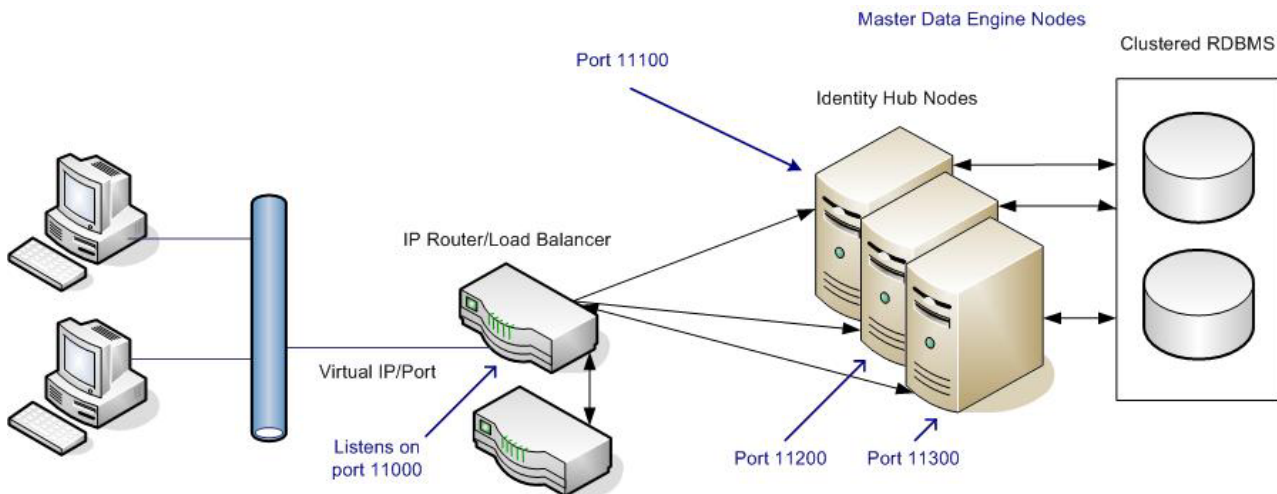 Master Data Engine Nodes
Clustered RDBMS
Port 11100
Identity Hub Nodes
IP Router/Load Balancer
Virtual IP/Port
Listens on
port 11000
Port 11200
Port 11300